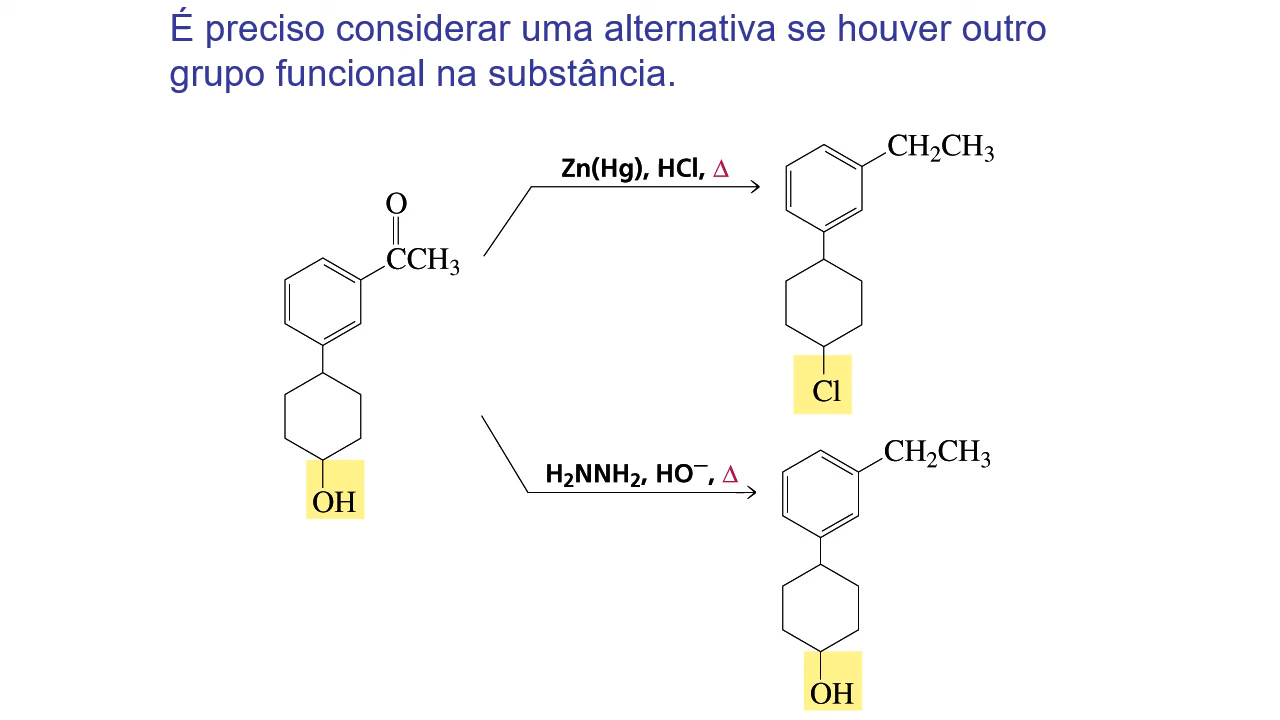 É preciso considerar uma alternativa se houver outro
grupo funcional na substância.
Zn(Hg), HCl, Δ
CH₂CH₃
O
CCH₃
Cl
OH
H₂NNH₂, HO⁻, Δ
CH₂CH₃
OH